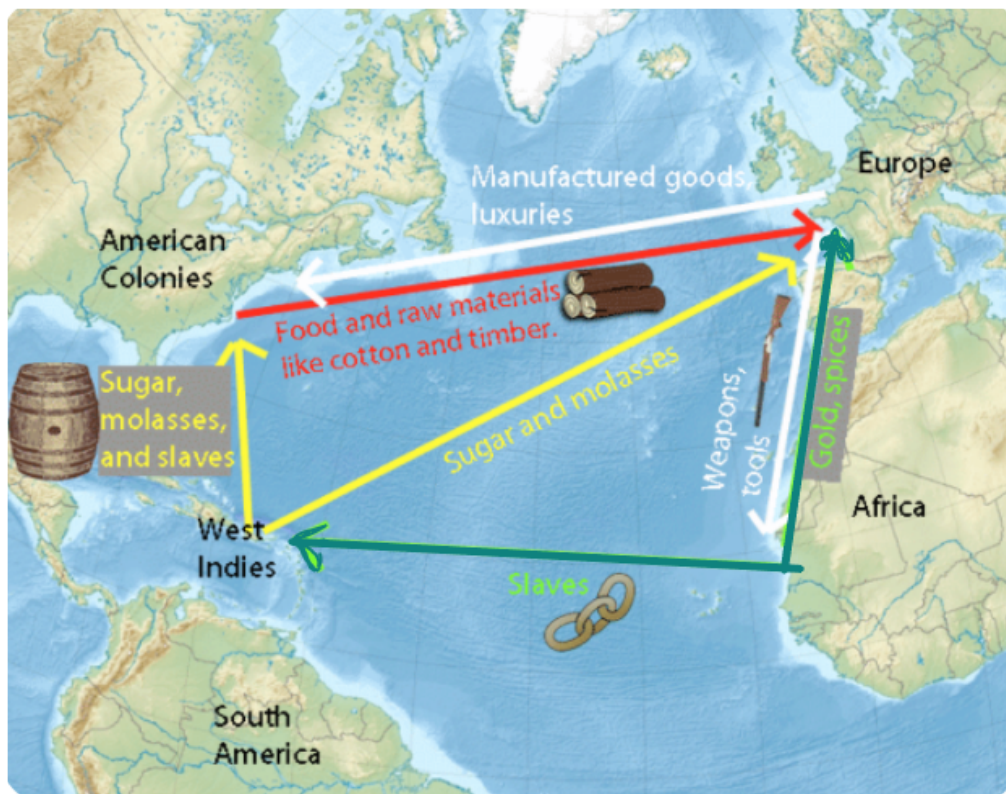 Manufactured goods,
luxuries
Europe
American
Colonies
Food and raw materials
like cotton and timber.
Sugar,
molasses,
and slaves
Sugar and molasses
Weapons,
tools
Gold, spices
Africa
West
Indies
Slaves
South
America